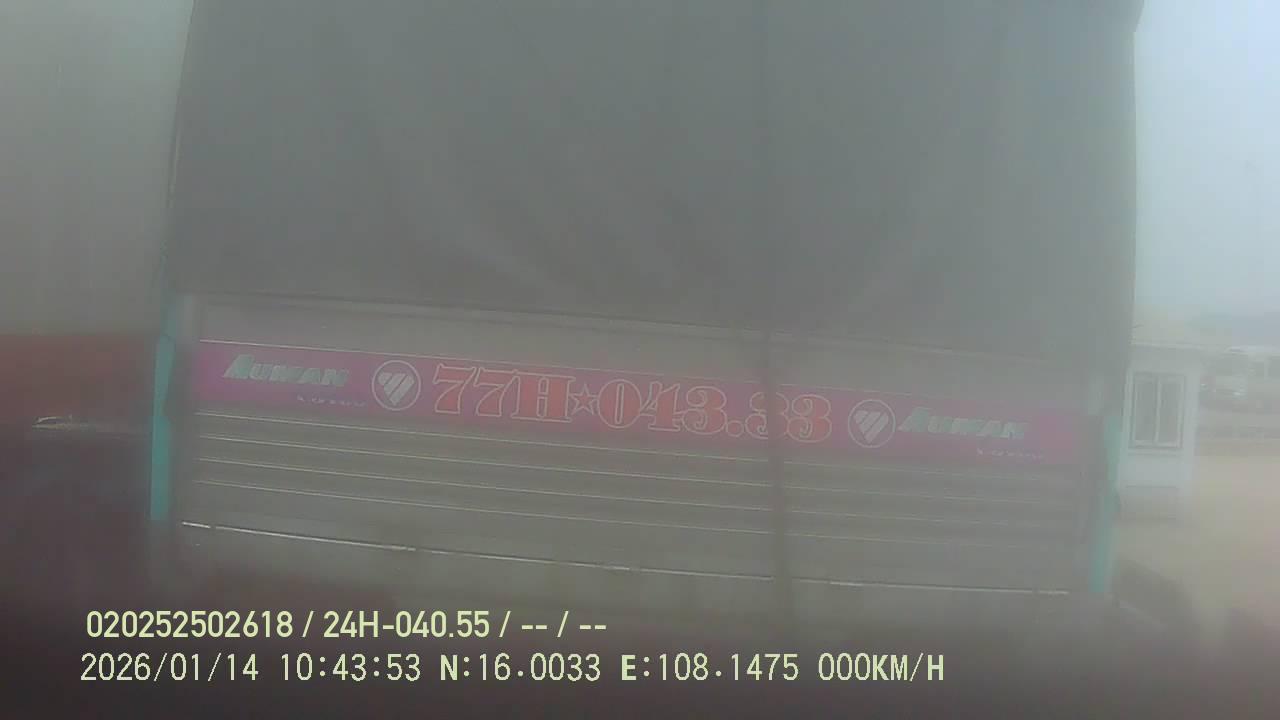 AUMAN 77H★043.33 AUMAN
020252502618 / 24H-040.55 / -- / --
2026/01/14 10:43:53 N:16.0033 E:108.1475 000KM/H